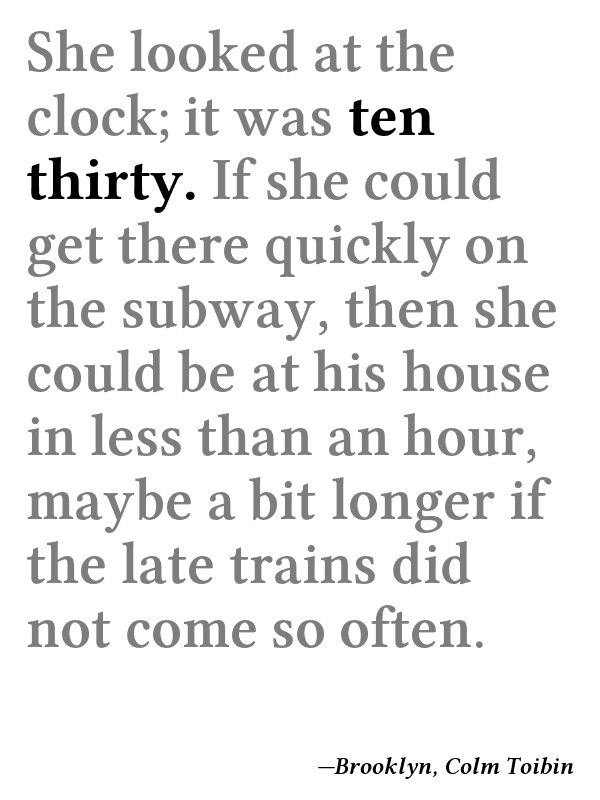 She looked at the
clock; it was ten
thirty. If she could
get there quickly on
the subway, then she
could be at his house
in less than an hour,
maybe a bit longer if
the late trains did
not come so often.
—Brooklyn, Colm Toibin